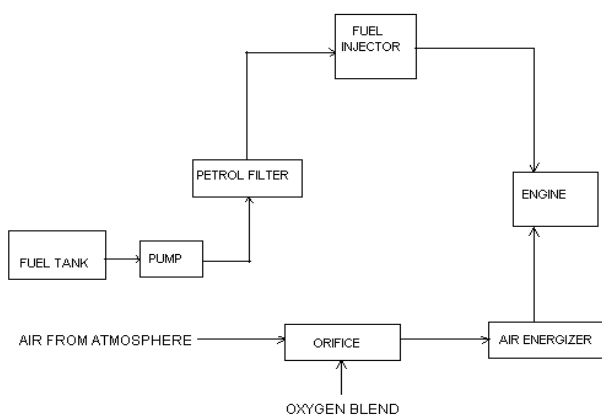 FUEL
INJECTOR
PETROL FILTER
ENGINE
FUEL TANK
PUMP
AIR FROM ATMOSPHERE
ORIFICE
AIR ENERGIZER
OXYGEN BLEND